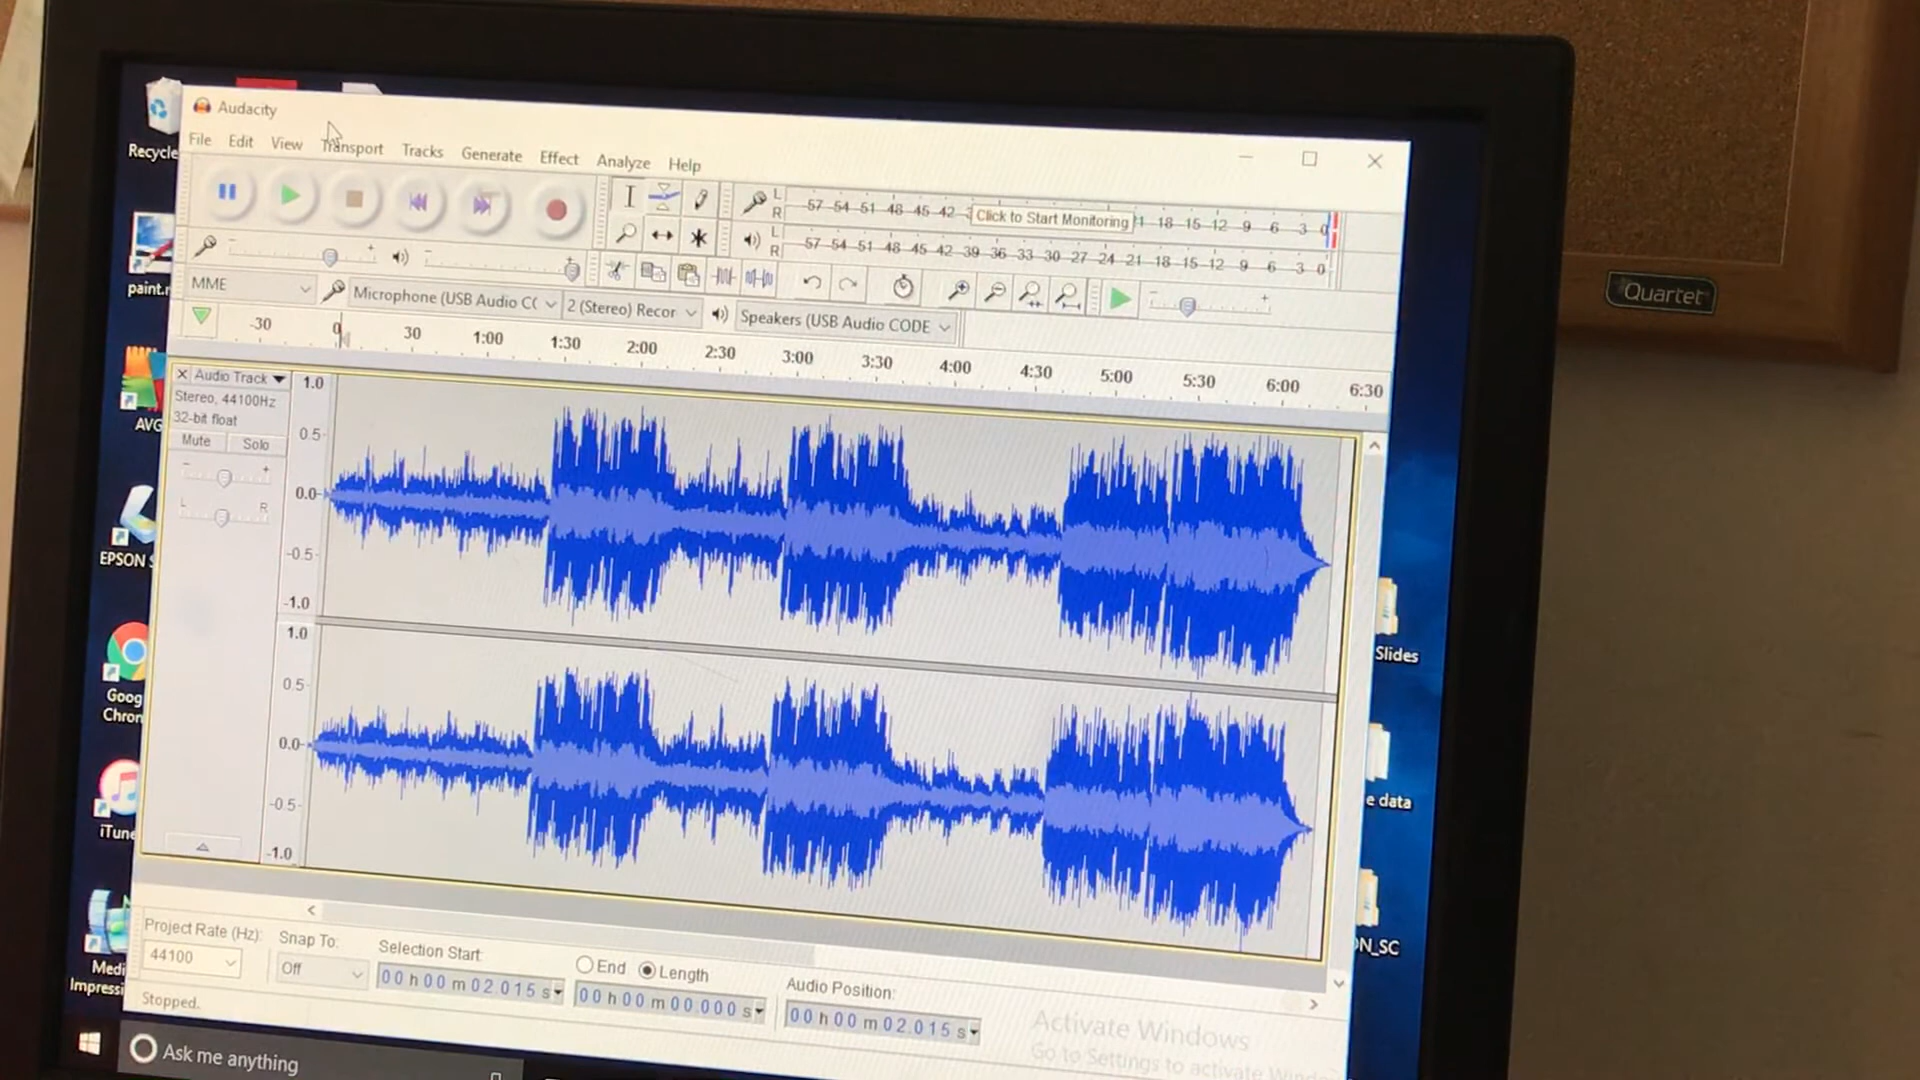 Audacity
File Edit View Transport Tracks Generate Effect Analyze Help
L
R
-57 -54 -51 -48 -45 -42
Click to Start Monitoring
-18 -15 -12 -9 -6 -3 0
L
R
-57 -54 -51 -48 -45 -42 -39 -36 -33 -30 -27 -24 -21 -18 -15 -12 -9 -6 -3 0
MME
Microphone (USB Audio C(
2 (Stereo) Recor
Speakers (USB Audio CODE
-30 0 30 1:00 1:30 2:00 2:30 3:00 3:30 4:00 4:30 5:00 5:30 6:00 6:30
Audio Track
Stereo, 44100Hz
32-bit float
Mute Solo
L R
1.0
0.5
0.0
-0.5
-1.0
1.0
0.5
0.0
-0.5
-1.0
Project Rate (Hz):
44100
Snap To:
Off
Selection Start:
00 h 00 m 02.015 s
End Length
00 h 00 m 00.000 s
Audio Position:
00 h 00 m 02.015 s
Stopped.
Activate Windows
Go to Settings to activate
Ask me anything
Recycle
paint.
AVG
EPSON
Goog
Chron
iTune
Medi
Impressi
Slides
e data
N_SC
Quartet